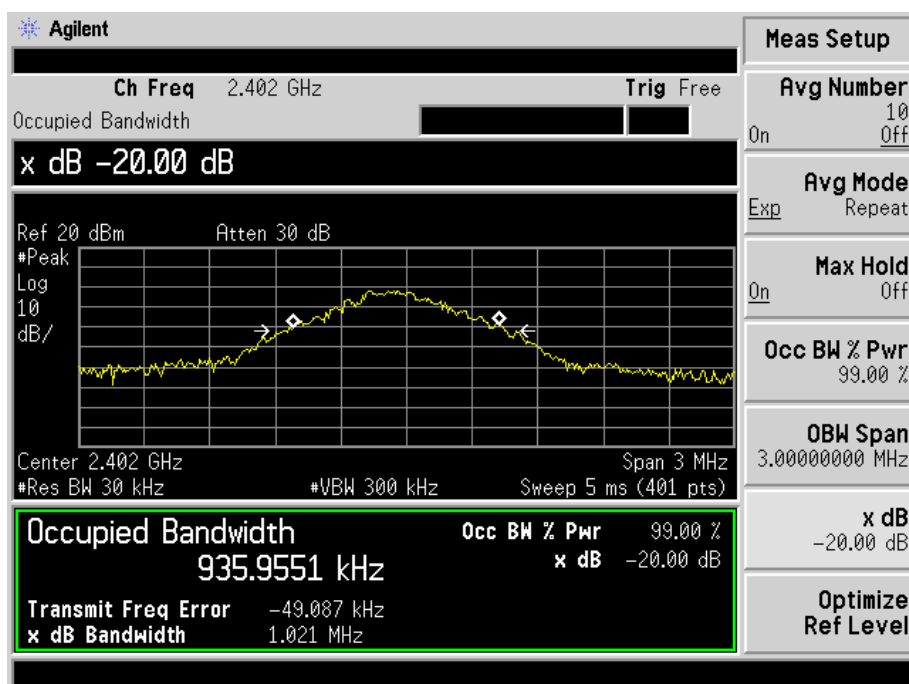 Agilent
Ch Freq 2.402 GHz Trig Free
Occupied Bandwidth
x dB -20.00 dB
Ref 20 dBm Atten 30 dB
#Peak
Log
10
dB/
Center 2.402 GHz Span 3 MHz
#Res BW 30 kHz #VBW 300 kHz Sweep 5 ms (401 pts)
Occupied Bandwidth
935.9551 kHz
Occ BW % Pwr 99.00 %
x dB -20.00 dB
Transmit Freq Error -49.087 kHz
x dB Bandwidth 1.021 MHz
Meas Setup
Avg Number
10
On Off
Avg Mode
Exp Repeat
Max Hold
On Off
Occ BW % Pwr
99.00 %
OBW Span
3.00000000 MHz
x dB
-20.00 dB
Optimize
Ref Level